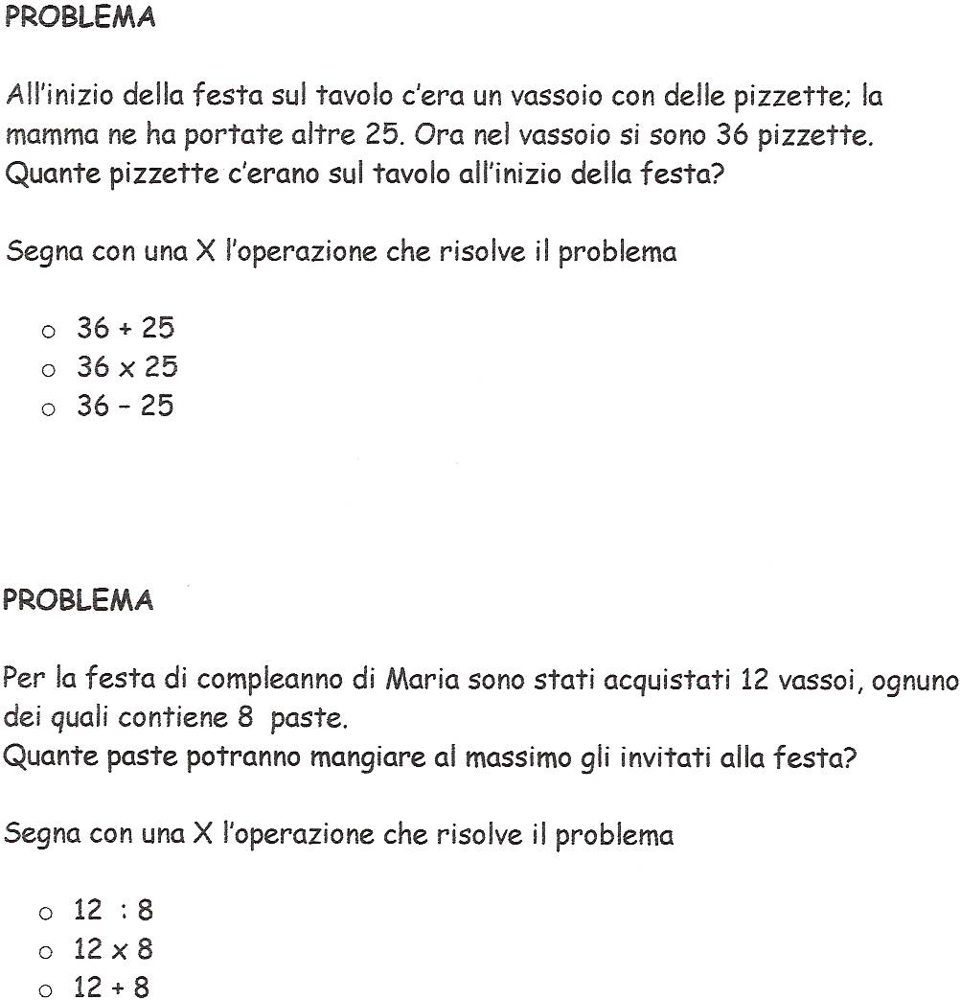 PROBLEMA
All'inizio della festa sul tavolo c'era un vassoio con delle pizzette; la
mamma ne ha portate altre 25. Ora nel vassoio si sono 36 pizzette.
Quante pizzette c'erano sul tavolo all'inizio della festa?
Segna con una X l'operazione che risolve il problema
○ 36 + 25
○ 36 x 25
○ 36 - 25
PROBLEMA
Per la festa di compleanno di Maria sono stati acquistati 12 vassoi, ognuno
dei quali contiene 8 paste.
Quante paste potranno mangiare al massimo gli invitati alla festa?
Segna con una X l'operazione che risolve il problema
○ 12 : 8
○ 12 x 8
○ 12 + 8